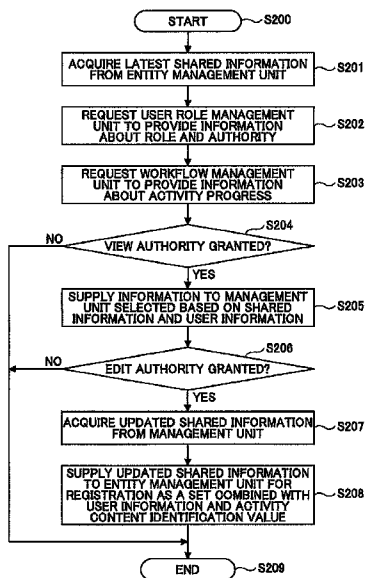 START
S200
ACQUIRE LATEST SHARED INFORMATION
FROM ENTITY MANAGEMENT UNIT
S201
REQUEST USER ROLE MANAGEMENT
UNIT TO PROVIDE INFORMATION
ABOUT ROLE AND AUTHORITY
S202
REQUEST WORKFLOW MANAGEMENT
UNIT TO PROVIDE INFORMATION
ABOUT ACTIVITY PROGRESS
S203
S204
NO
VIEW AUTHORITY GRANTED?
YES
SUPPLY INFORMATION TO MANAGEMENT
UNIT SELECTED BASED ON SHARED
INFORMATION AND USER INFORMATION
S205
S206
NO
EDIT AUTHORITY GRANTED?
YES
ACQUIRE UPDATED SHARED INFORMATION
FROM MANAGEMENT UNIT
S207
SUPPLY UPDATED SHARED INFORMATION
TO ENTITY MANAGEMENT UNIT FOR
REGISTRATION AS A SET COMBINED WITH
USER INFORMATION AND ACTIVITY
CONTENT IDENTIFICATION VALUE
S208
END
S209